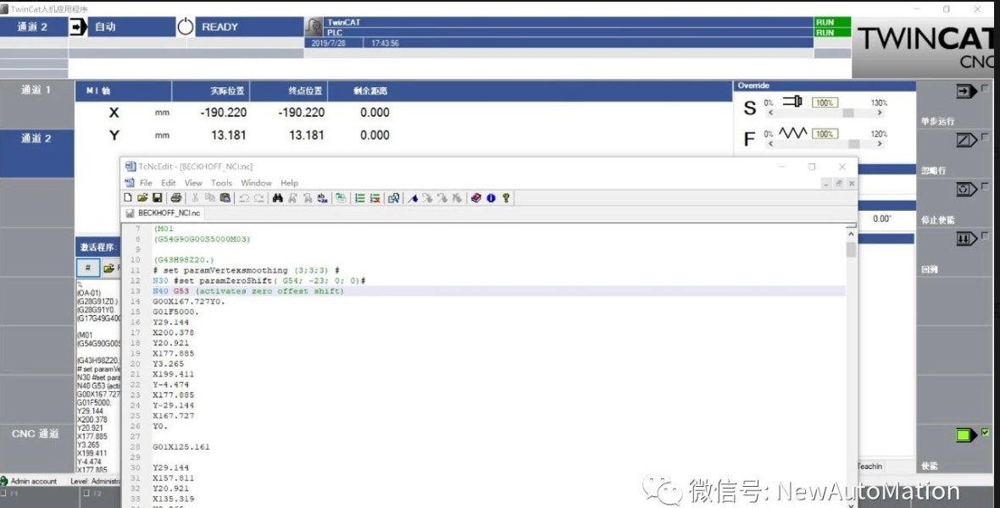 TwinCat人机应用程序
通道 2 自动 READY TwinCAT RUN
PLC RUN
2019/7/28 17:43:56
TWINCAT
CNC
通道 1
M1 轴 实际位置 终点位置 剩余距离
X mm -190.220 -190.220 0.000
Y mm 13.181 13.181 0.000
Override
S 0% 100% 130%
F 0% 100% 120%
单步运行
忽略行
停止使能
回溯
使能
通道 2
0.00°
TcNcEdit - [BECKHOFF_NCI.nc]
File Edit View Tools Window Help
BECKHOFF_NCI.nc
7 (M01
8 (G54G90G00S5000M03)
9
10 (G43H98Z20.)
11 # set paramVertexsmoothing (3;3;3) #
12 N30 #set paramZeroShift( G54; -23; 0; 0)#
13 N40 G53 (activates zero offest shift)
14 G00X167.727Y0.
15 G01F5000.
16 Y29.144
17 X200.378
18 Y20.921
19 X177.885
20 Y3.265
21 X199.411
22 Y-4.474
23 X177.885
24 Y-29.144
25 X167.727
26 Y0.
27
28 G01X125.161
29
30 Y29.144
31 X157.811
32 Y20.921
33 X135.319
激活程序:
#
%
(OA-01)
(G28G91Z0.)
(G28G91Y0.
(G17G49G40
(M01
(G54G90G00S
(G43H98Z20.
# set paramVe
N30 #set para
N40 G53 (acti
G00X167.727
G01F5000.
Y29.144
X200.378
Y20.921
X177.885
Y3.265
X199.411
Y-4.474
X177.885
CNC 通道
Teachin
Admin account Level: Administra
F1 F2
微信号: NewAutoMation